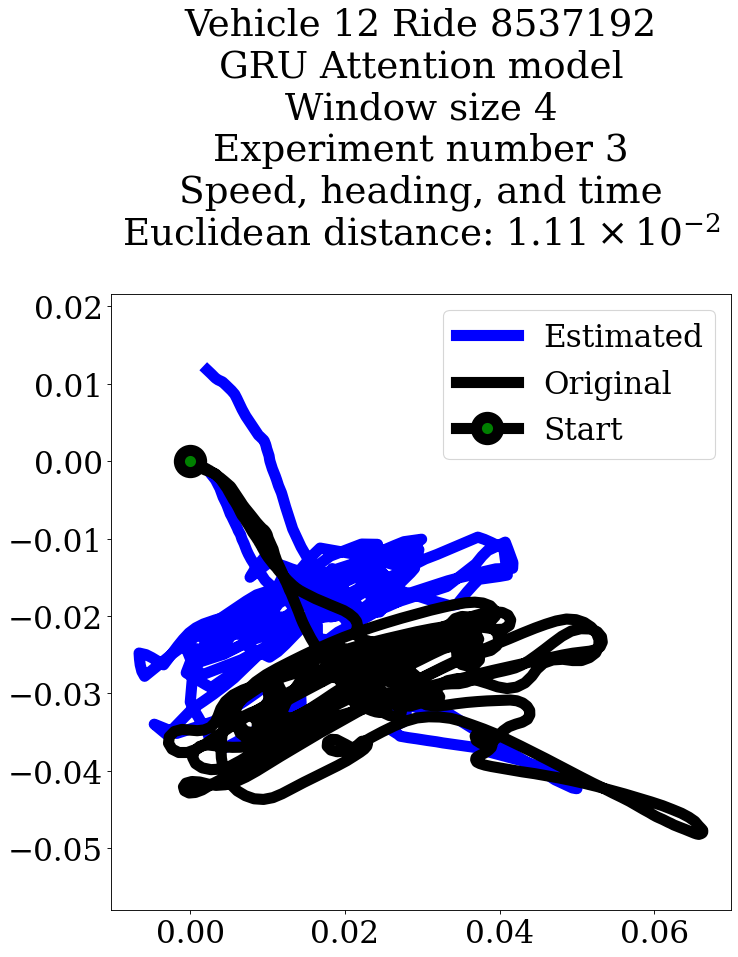 Vehicle 12 Ride 8537192
GRU Attention model
Window size 4
Experiment number 3
Speed, heading, and time
Euclidean distance: 1.11 × 10⁻²
0.02
0.01
0.00
−0.01
−0.02
−0.03
−0.04
−0.05
Estimated
Original
Start
0.00 0.02 0.04 0.06